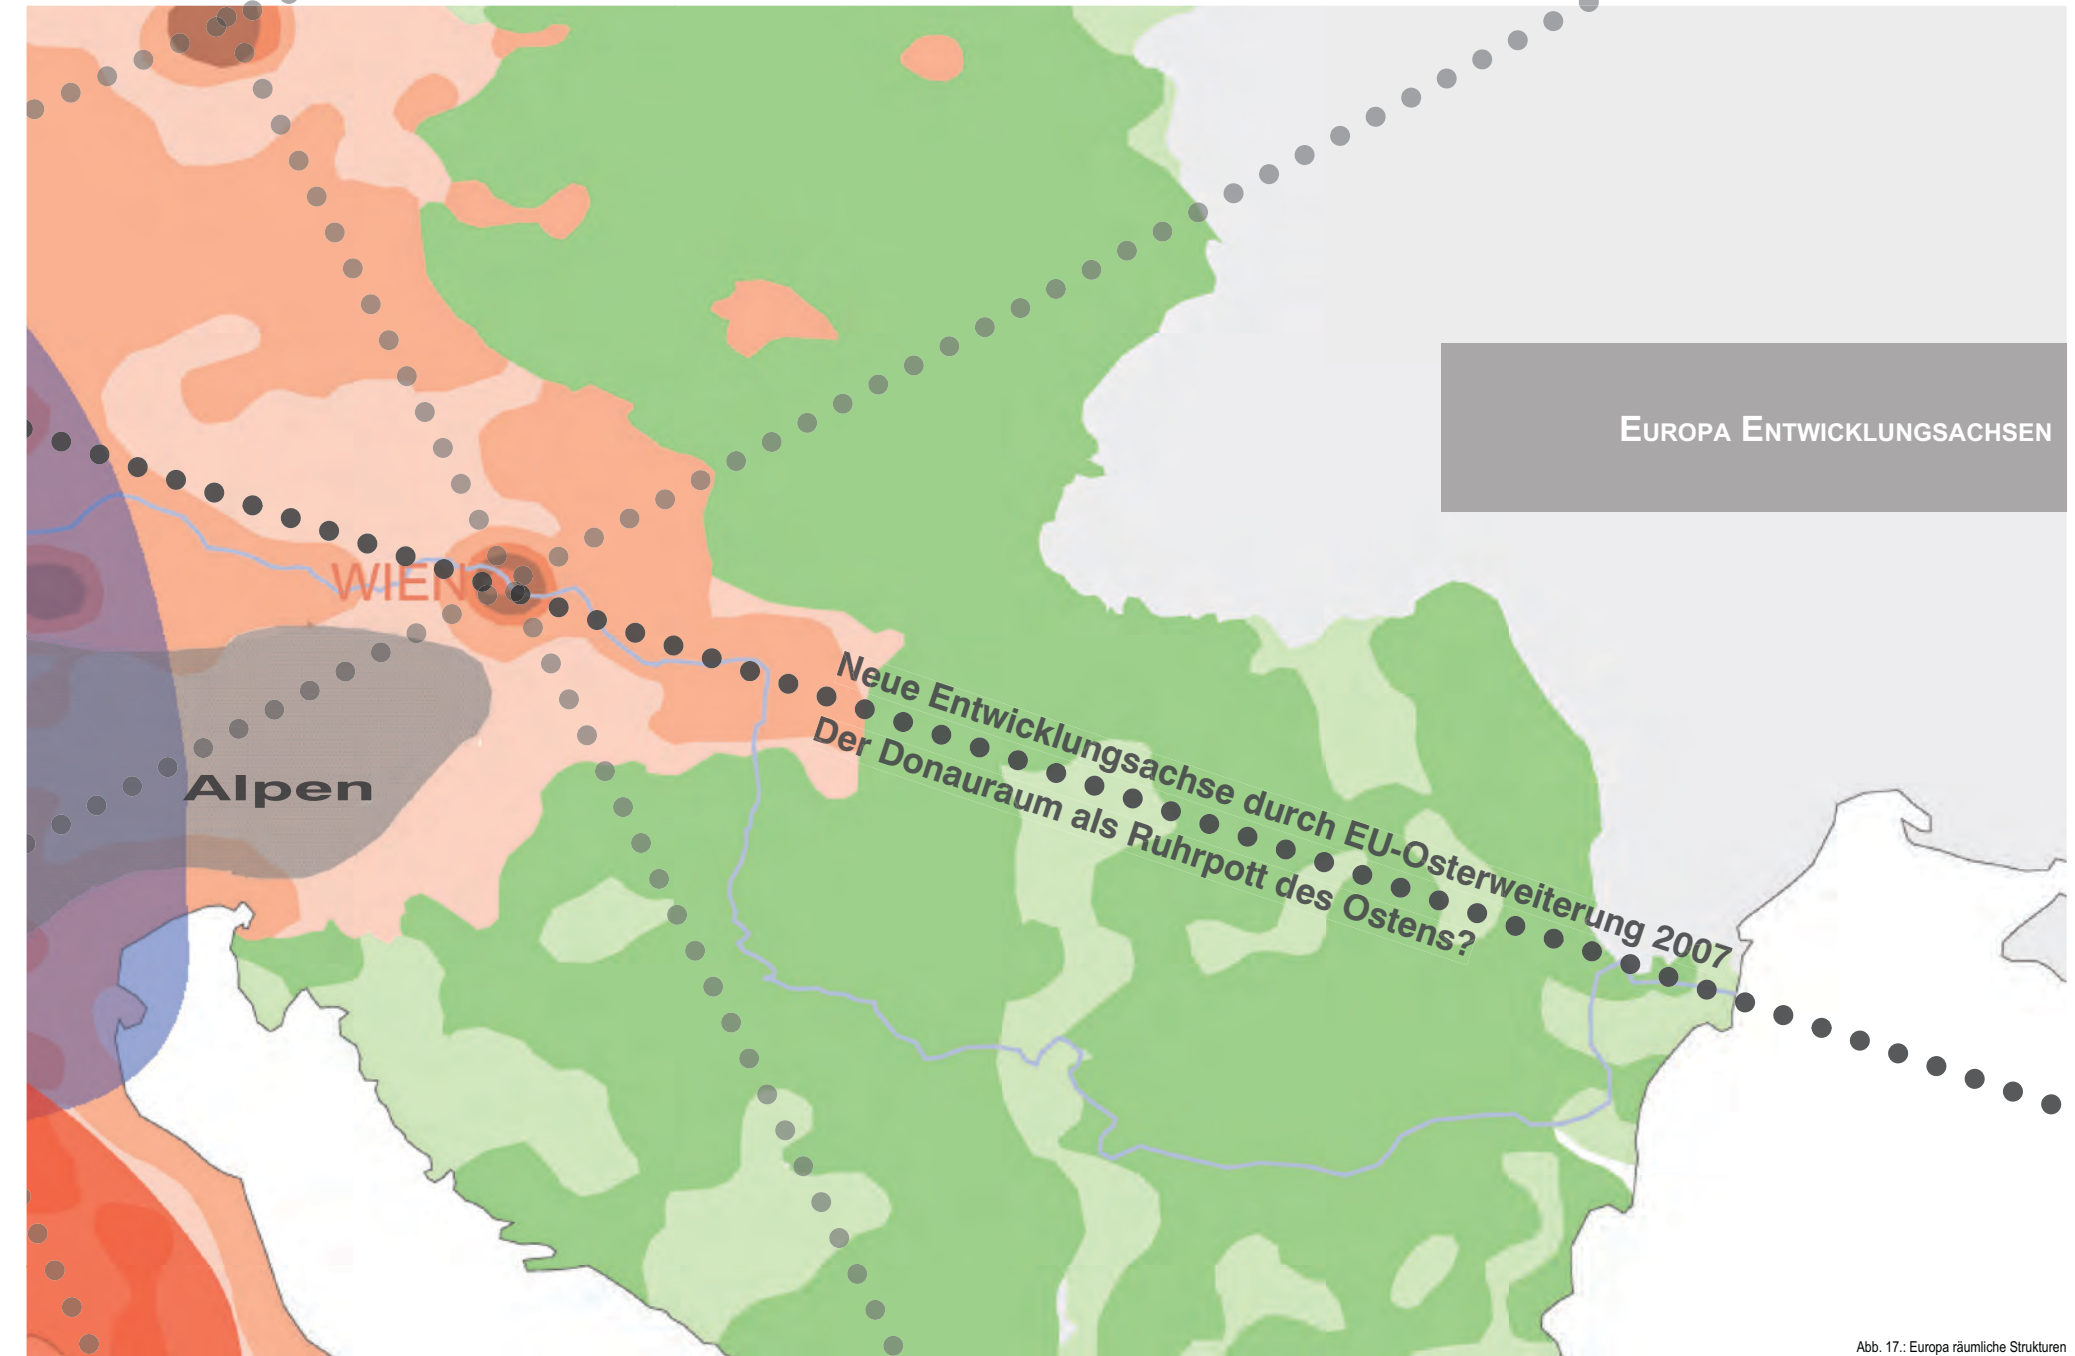 EUROPA ENTWICKLUNGSACHSEN
WIEN
Neue Entwicklungsachse durch EU-Osterweiterung 2007
Der Donauraum als Ruhrpott des Ostens?
Alpen
Abb. 17.: Europa räumliche Strukturen